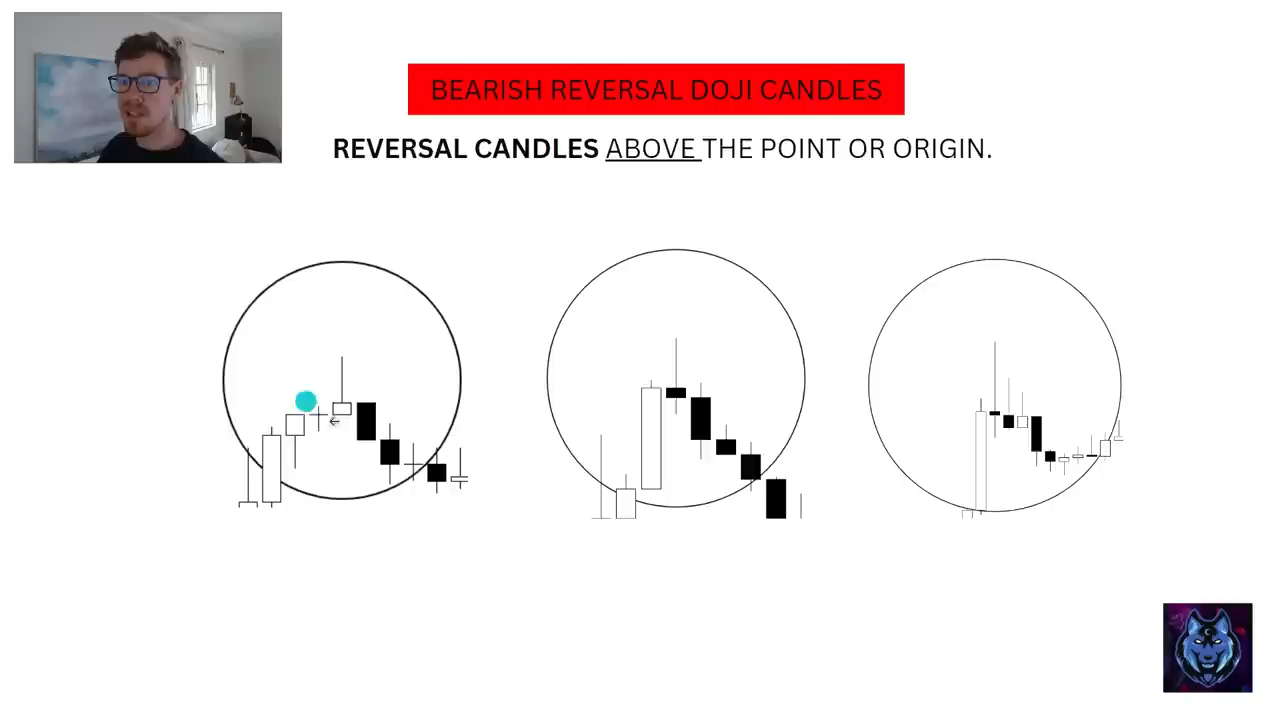 BEARISH REVERSAL DOJI CANDLES
REVERSAL CANDLES ABOVE THE POINT OR ORIGIN.